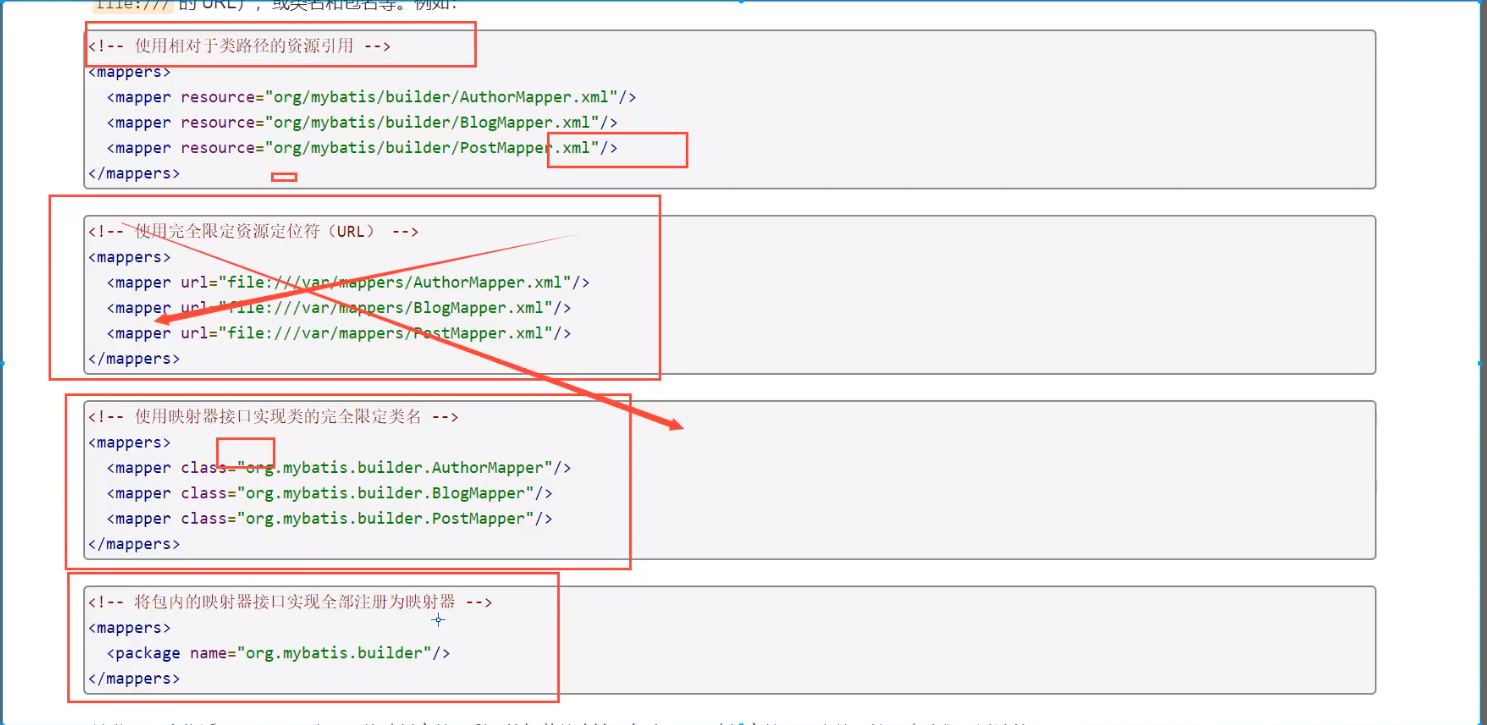 file:/// 的 URL），或类名和包名等。例如：
<!-- 使用相对于类路径的资源引用 -->
<mappers>
  <mapper resource="org/mybatis/builder/AuthorMapper.xml"/>
  <mapper resource="org/mybatis/builder/BlogMapper.xml"/>
  <mapper resource="org/mybatis/builder/PostMapper.xml"/>
</mappers>
<!-- 使用完全限定资源定位符（URL） -->
<mappers>
  <mapper url="file:///var/mappers/AuthorMapper.xml"/>
  <mapper url="file:///var/mappers/BlogMapper.xml"/>
  <mapper url="file:///var/mappers/PostMapper.xml"/>
</mappers>
<!-- 使用映射器接口实现类的完全限定类名 -->
<mappers>
  <mapper class="org.mybatis.builder.AuthorMapper"/>
  <mapper class="org.mybatis.builder.BlogMapper"/>
  <mapper class="org.mybatis.builder.PostMapper"/>
</mappers>
<!-- 将包内的映射器接口实现全部注册为映射器 -->
<mappers>
  <package name="org.mybatis.builder"/>
</mappers>